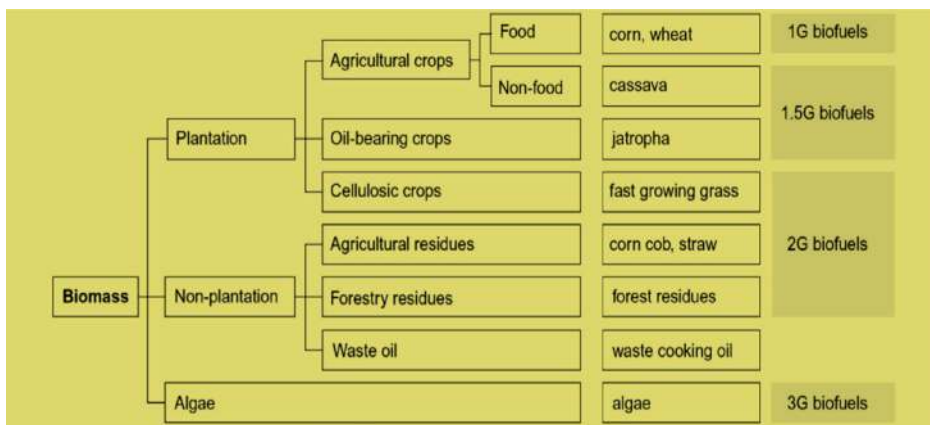 Food
corn, wheat
1G biofuels
Agricultural crops
Non-food
cassava
1.5G biofuels
Plantation
Oil-bearing crops
jatropha
Cellusosic crops
fast growing grass
Agricultural residues
corn cob, straw
2G biofuels
Biomass
Non-plantation
Forestry residues
forest residues
Waste oil
waste cooking oil
Algae
algae
3G biofuels